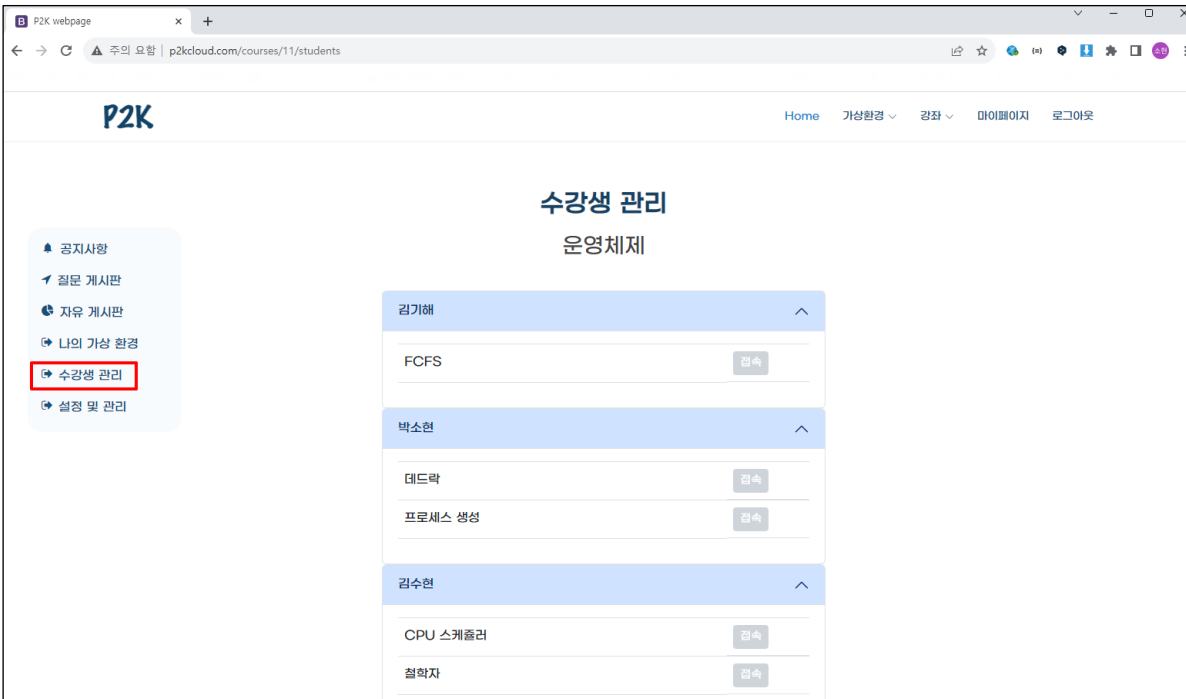 P2K webpage
주의 요함 | p2kcloud.com/courses/11/students
소현
P2K
Home 가상환경 강좌 마이페이지 로그아웃
수강생 관리
운영체제
공지사항
질문 게시판
자유 게시판
나의 가상 환경
수강생 관리
설정 및 관리
김기해
FCFS 접속
박소현
데드락 접속
프로세스 생성 접속
김수현
CPU 스케쥴러 접속
철학자 접속